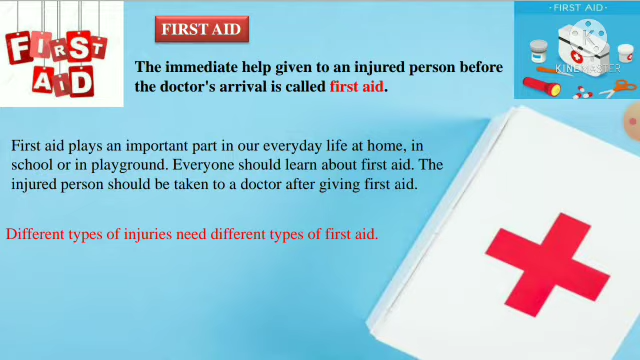 FIRST AID
FIRST AID
-FIRST AID-
KINEMASTER
The immediate help given to an injured person before
the doctor's arrival is called first aid.
First aid plays an important part in our everyday life at home, in
school or in playground. Everyone should learn about first aid. The
injured person should be taken to a doctor after giving first aid.
Different types of injuries need different types of first aid.